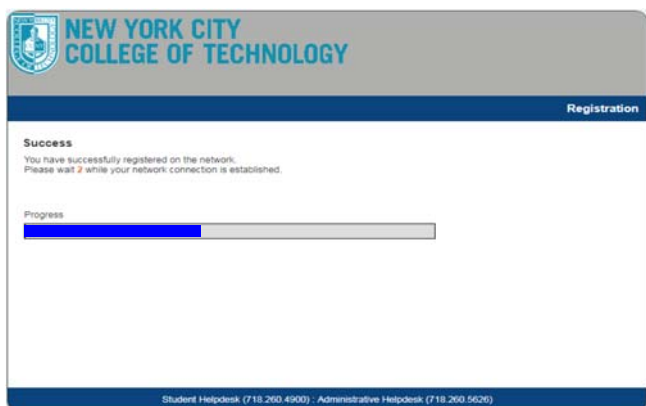 NEW YORK CITY
COLLEGE OF TECHNOLOGY
Registration
Success
You have successfully registered on the network.
Please wait 2 while your network connection is established.
Progress
Student Helpdesk (718.260.4900) : Administrative Helpdesk (718.260.5626)